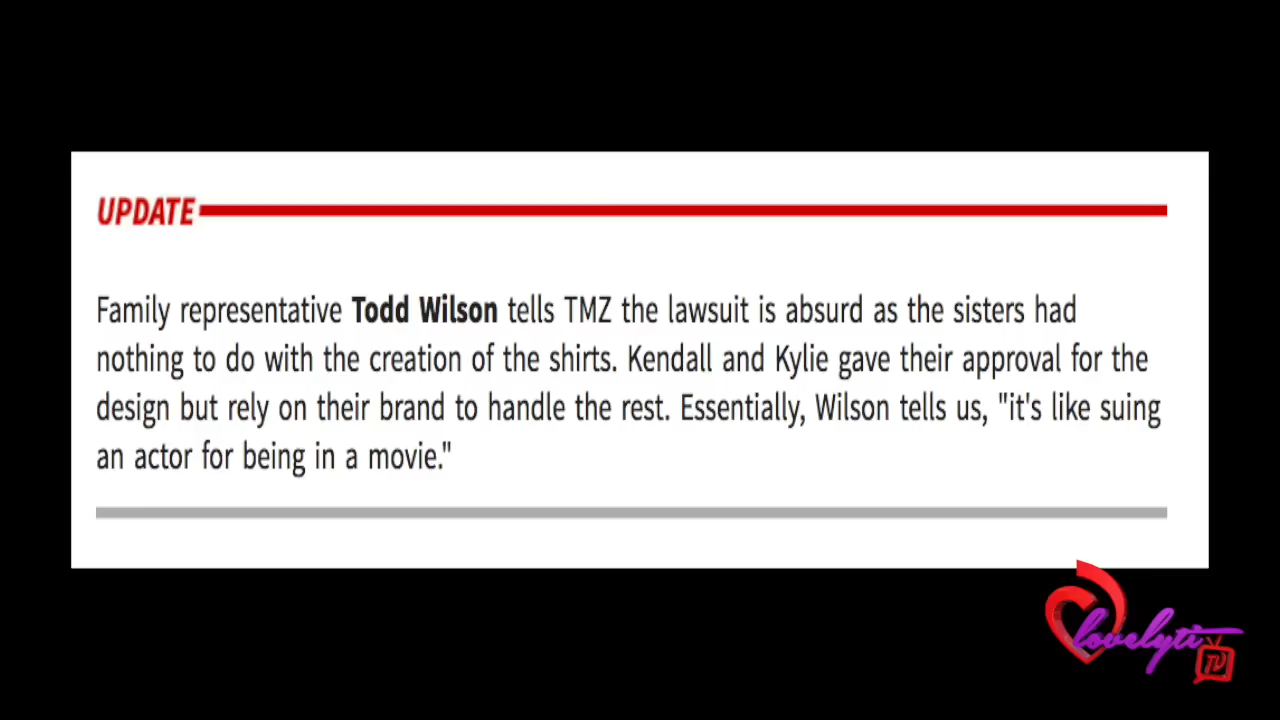 UPDATE
Family representative Todd Wilson tells TMZ the lawsuit is absurd as the sisters had
nothing to do with the creation of the shirts. Kendall and Kylie gave their approval for the
design but rely on their brand to handle the rest. Essentially, Wilson tells us, "it's like suing
an actor for being in a movie."
lovelyti
TV